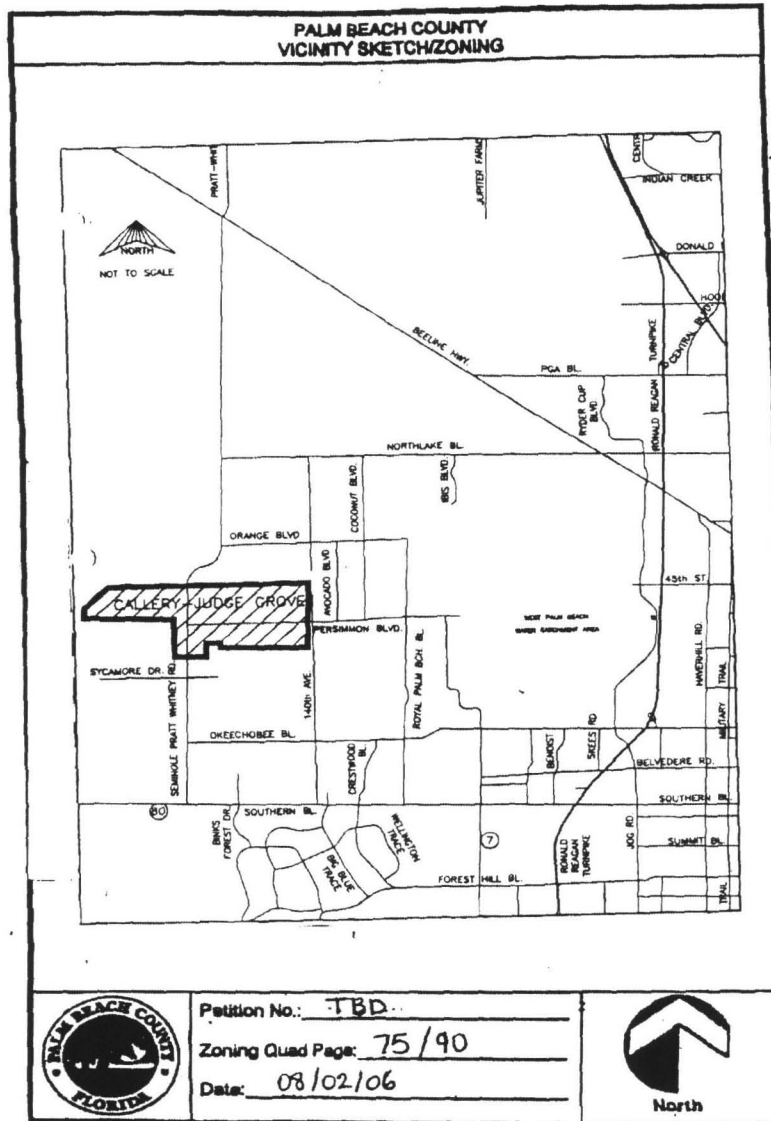 PALM BEACH COUNTY
VICINITY SKETCH/ZONING
PRATT-WHIT
JUPITER FARMS
CENTR
INDIAN CREEK
NORTH
NOT TO SCALE
DONALD
HOOD
BEELINE HWY.
TURNPIKE
CENTRAL BLVD
PGA BL.
RYDER CUP
BLVD
RONALD REAGAN
NORTHLAKE BL.
COCONUT BLVD.
IBIS BLVD.
ORANGE BLVD
AVOCADO BLVD
45th ST.
CALLERY-JUDGE GROVE
PERSIMMON BLVD.
WEST PALM BEACH
WATER CATCHMENT AREA
HAVERHILL RD.
SYCAMORE DR.
SEMINOLE PRATT WHITNEY RD.
140th AVE
ROYAL PALM BCH BL.
TRAIL
MILITARY
OKEECHOBEE BL.
CRESTWOOD
BL.
BENOIST
SKEES RD
BELVEDERE RD.
80
SOUTHERN BL.
SOUTHERN BL.
BINKS
FOREST DR.
WELLINGTON
TRACE
BIG BLUE
TRACE
7
RONALD
REAGAN
TURNPIKE
JOG RD
SUMMIT BL.
FOREST HILL BL.
TRAIL
PALM BEACH COUNTY
FLORIDA
Petition No.: TBD
Zoning Quad Page: 75/90
Date: 08/02/06
North